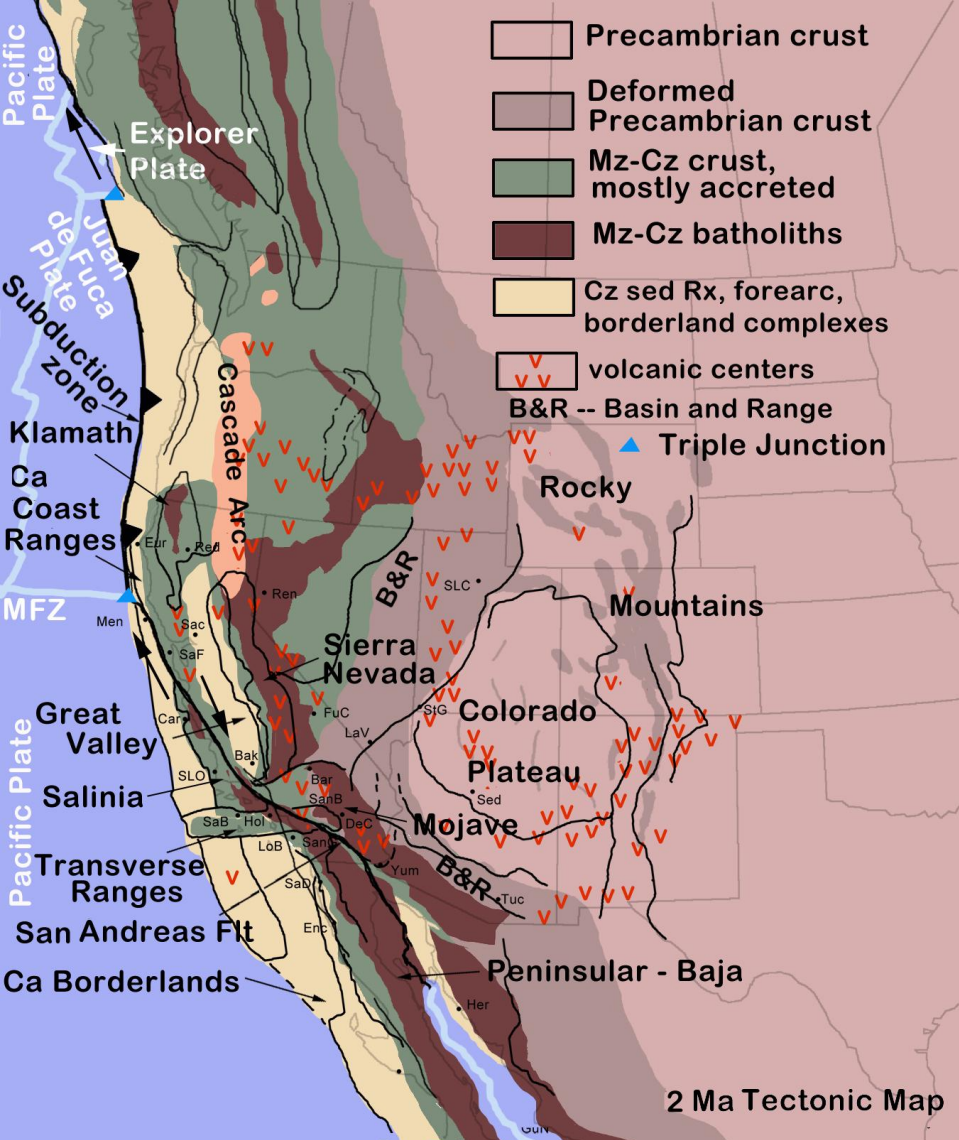 Pacific
Plate
Explorer
Plate
Juan
de Fuca
Plate
Subduction
zone
Klamath
Ca
Coast
Ranges
MFZ
Pacific Plate
Great
Valley
Salinia
Transverse
Ranges
San Andreas Flt
Ca Borderlands
Cascade Arc
Sierra
Nevada
B&R
Mojave
B&R
Peninsular - Baja
Rocky
Mountains
Colorado
Plateau
Precambrian crust
Deformed
Precambrian crust
Mz-Cz crust,
mostly accreted
Mz-Cz batholiths
Cz sed Rx, forearc,
borderland complexes
volcanic centers
B&R -- Basin and Range
Triple Junction
Eur
Red
Ren
Men
Sac
SaF
SLC
Car
FuC
StG
LaV
Bak
SLO
Bar
SanB
Sed
SaB
Hol
DeC
LoB
Yum
SaD
Tuc
Enc
Her
GuN
2 Ma Tectonic Map